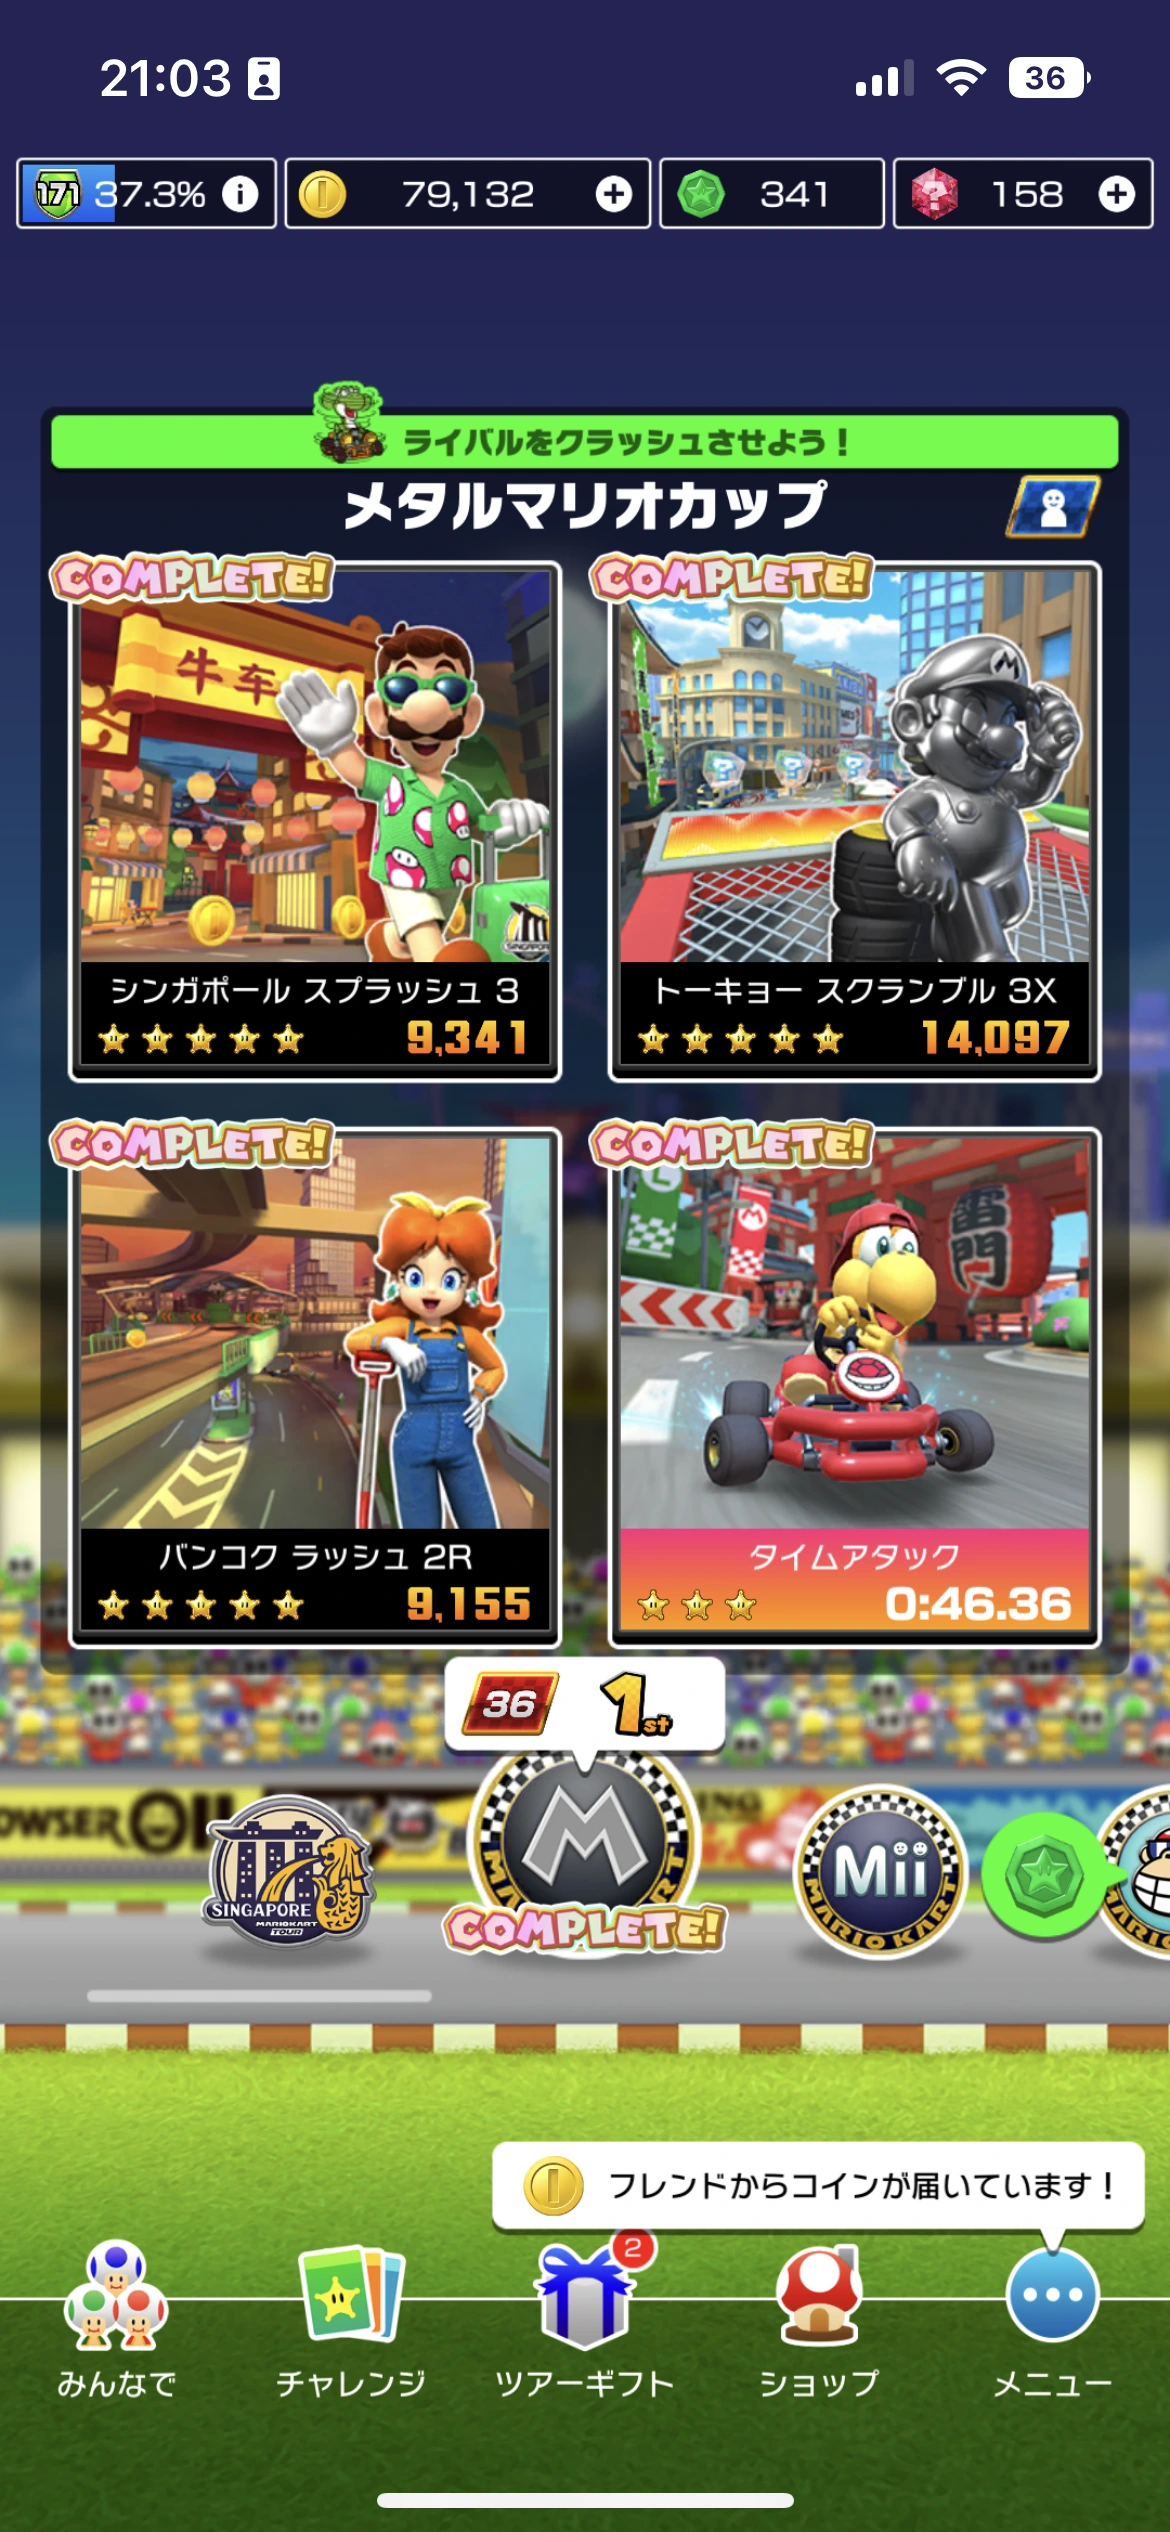 21:03
36
171 37.3% i
79,132
341
158
ライバルをクラッシュさせよう！
メタルマリオカップ
COMPLETE!
COMPLETE!
牛车
シンガポール スプラッシュ 3
9,341
トーキョー スクランブル 3X
14,097
COMPLETE!
COMPLETE!
雷門
バンコク ラッシュ 2R
9,155
タイムアタック
0:46.36
36 1st
SINGAPORE
MARIOKART
TOUR
M
COMPLETE!
Mii
MARIO KART
フレンドからコインが届いています！
2
みんなで
チャレンジ
ツアーギフト
ショップ
メニュー